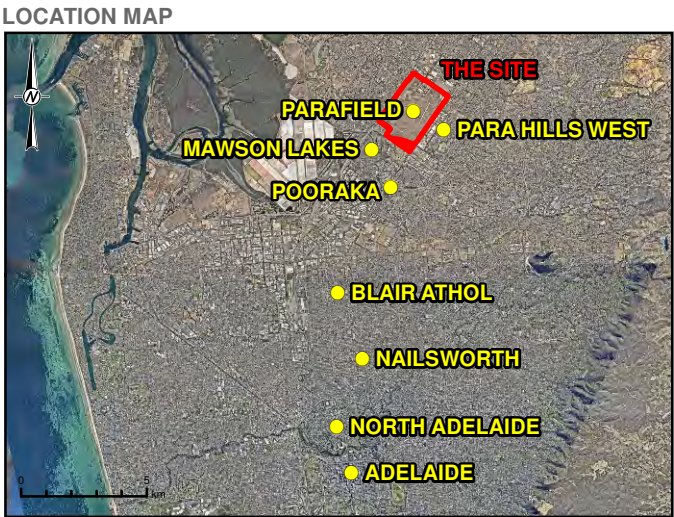 LOCATION MAP
N
THE SITE
PARAFIELD
PARA HILLS WEST
MAWSON LAKES
POORAKA
BLAIR ATHOL
NAILSWORTH
NORTH ADELAIDE
ADELAIDE
0 5
km